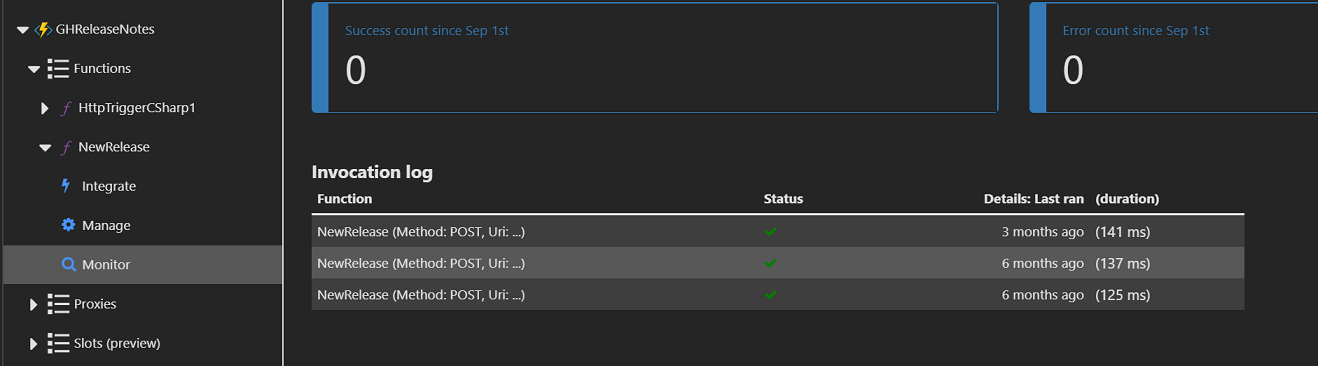 GHReleaseNotes
Functions
HttpTriggerCSharp1
NewRelease
Integrate
Manage
Monitor
Proxies
Slots (preview)
Success count since Sep 1st
0
Error count since Sep 1st
0
Invocation log
Function Status Details: Last ran (duration)
NewRelease (Method: POST, Uri: ...) 3 months ago (141 ms)
NewRelease (Method: POST, Uri: ...) 6 months ago (137 ms)
NewRelease (Method: POST, Uri: ...) 6 months ago (125 ms)